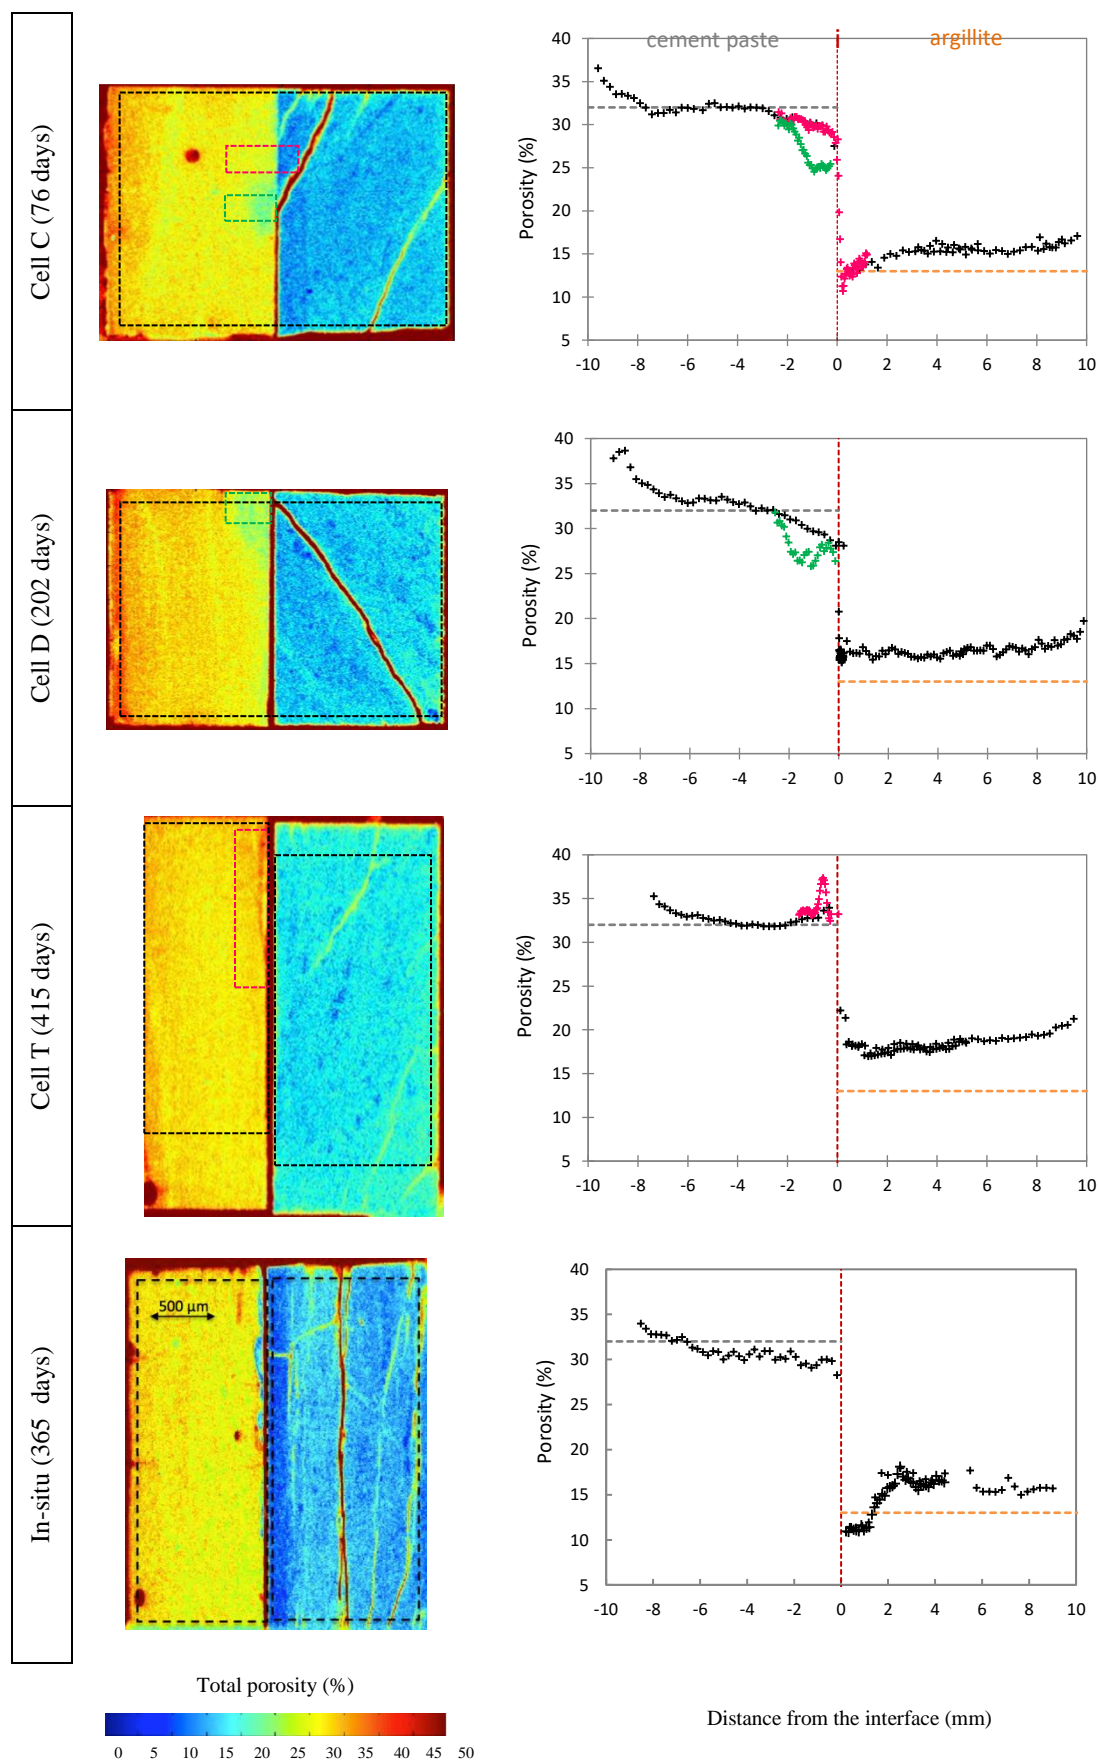 Cell C (76 days)
cement paste
argillite
Porosity (%)
40
35
30
25
20
15
10
5
-10 -8 -6 -4 -2 0 2 4 6 8 10
Cell D (202 days)
Porosity (%)
40
35
30
25
20
15
10
5
-10 -8 -6 -4 -2 0 2 4 6 8 10
Cell T (415 days)
Porosity (%)
40
35
30
25
20
15
10
5
-10 -8 -6 -4 -2 0 2 4 6 8 10
In-situ (365 days)
500 µm
Porosity (%)
40
35
30
25
20
15
10
5
-10 -8 -6 -4 -2 0 2 4 6 8 10
Total porosity (%)
0 5 10 15 20 25 30 35 40 45 50
Distance from the interface (mm)